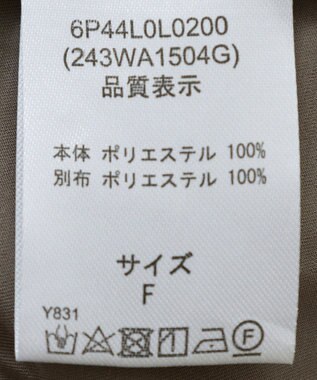 6P44L0L0200
(243WA1504G)
品質表示
本体 ポリエステル 100%
別布 ポリエステル 100%
サイズ
F
Y831
F